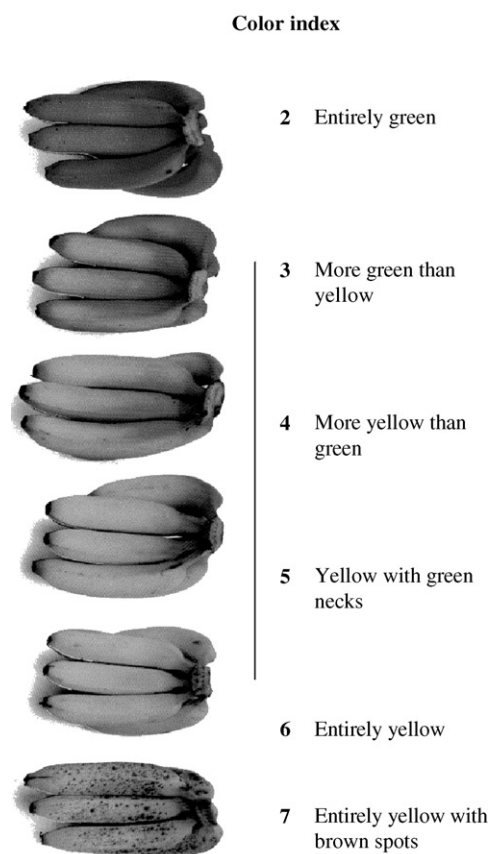 Color index
2 Entirely green
3 More green than
yellow
4 More yellow than
green
5 Yellow with green
necks
6 Entirely yellow
7 Entirely yellow with
brown spots